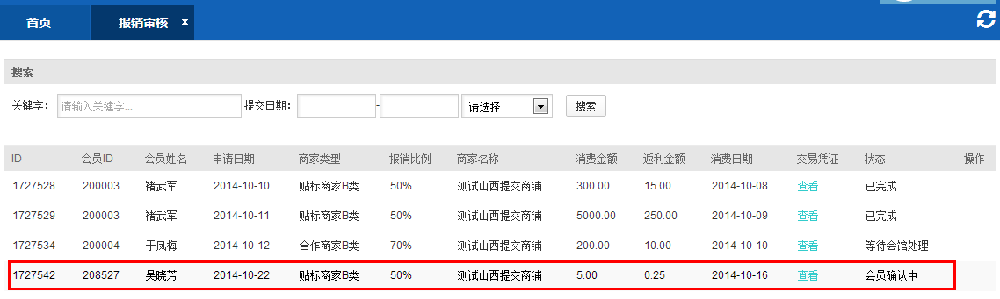 首页 报销审核 x
搜索
关键字： 请输入关键字... 提交日期： - 请选择 搜索
ID 会员ID 会员姓名 申请日期 商家类型 报销比例 商家名称 消费金额 返利金额 消费日期 交易凭证 状态 操作
1727528 200003 褚武军 2014-10-10 贴标商家B类 50% 测试山西提交商铺 300.00 15.00 2014-10-08 查看 已完成
1727529 200003 褚武军 2014-10-11 贴标商家B类 50% 测试山西提交商铺 5000.00 250.00 2014-10-09 查看 已完成
1727534 200004 于凤梅 2014-10-12 合作商家B类 70% 测试山西提交商铺 200.00 10.00 2014-10-10 查看 等待会馆处理
1727542 208527 吴晓芳 2014-10-22 贴标商家B类 50% 测试山西提交商铺 5.00 0.25 2014-10-16 查看 会员确认中